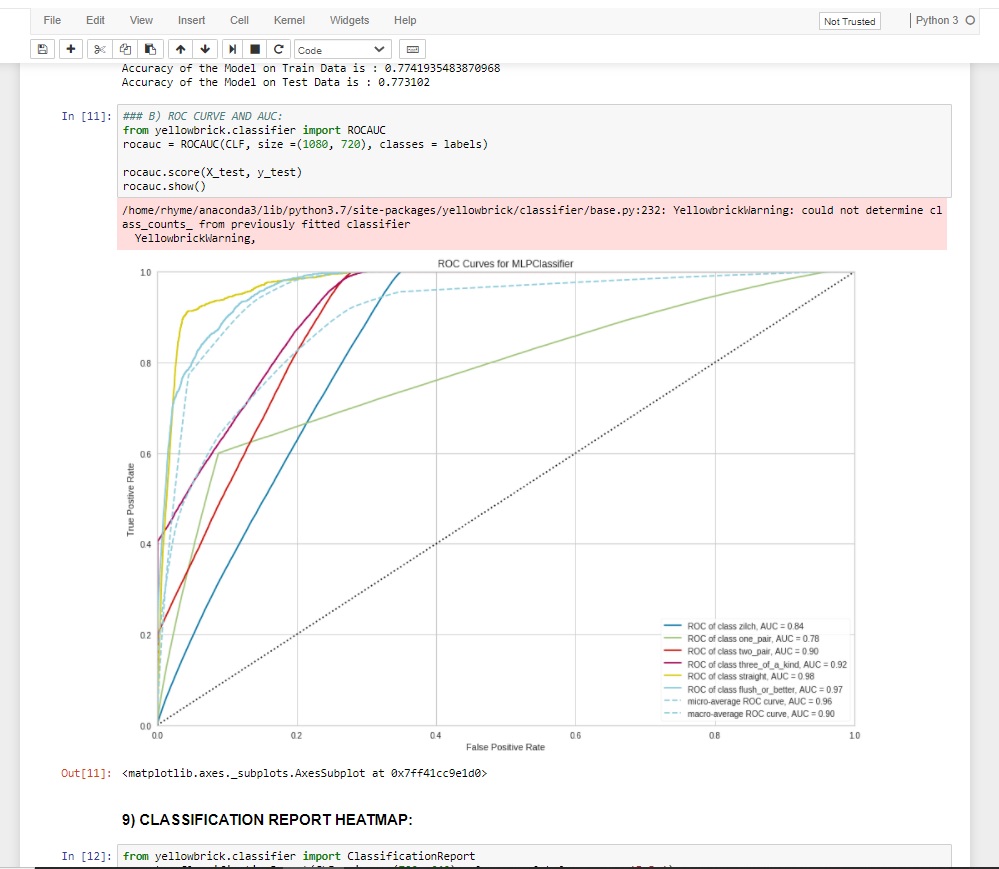 File Edit View Insert Cell Kernel Widgets Help Not Trusted Python 3
Code
Accuracy of the Model on Train Data is : 0.7741935483870968
Accuracy of the Model on Test Data is : 0.773102
In [11]: ### B) ROC CURVE AND AUC:
from yellowbrick.classifier import ROCAUC
rocauc = ROCAUC(CLF, size =(1080, 720), classes = labels)
rocauc.score(X_test, y_test)
rocauc.show()
/home/rhyme/anaconda3/lib/python3.7/site-packages/yellowbrick/classifier/base.py:232: YellowbrickWarning: could not determine cl
ass_counts_ from previously fitted classifier
YellowbrickWarning,
ROC Curves for MLPClassifier
1.0
0.8
0.6
0.4
0.2
0.0
True Postive Rate
ROC of class zilch, AUC = 0.84
ROC of class one_pair, AUC = 0.78
ROC of class two_pair, AUC = 0.90
ROC of class three_of_a_kind, AUC = 0.92
ROC of class straight, AUC = 0.98
ROC of class flush_or_better, AUC = 0.97
micro-average ROC curve, AUC = 0.96
macro-average ROC curve, AUC = 0.90
0.0 0.2 0.4 0.6 0.8 1.0
False Positive Rate
Out[11]: <matplotlib.axes._subplots.AxesSubplot at 0x7ff41cc9e1d0>
9) CLASSIFICATION REPORT HEATMAP:
In [12]: from yellowbrick.classifier import ClassificationReport